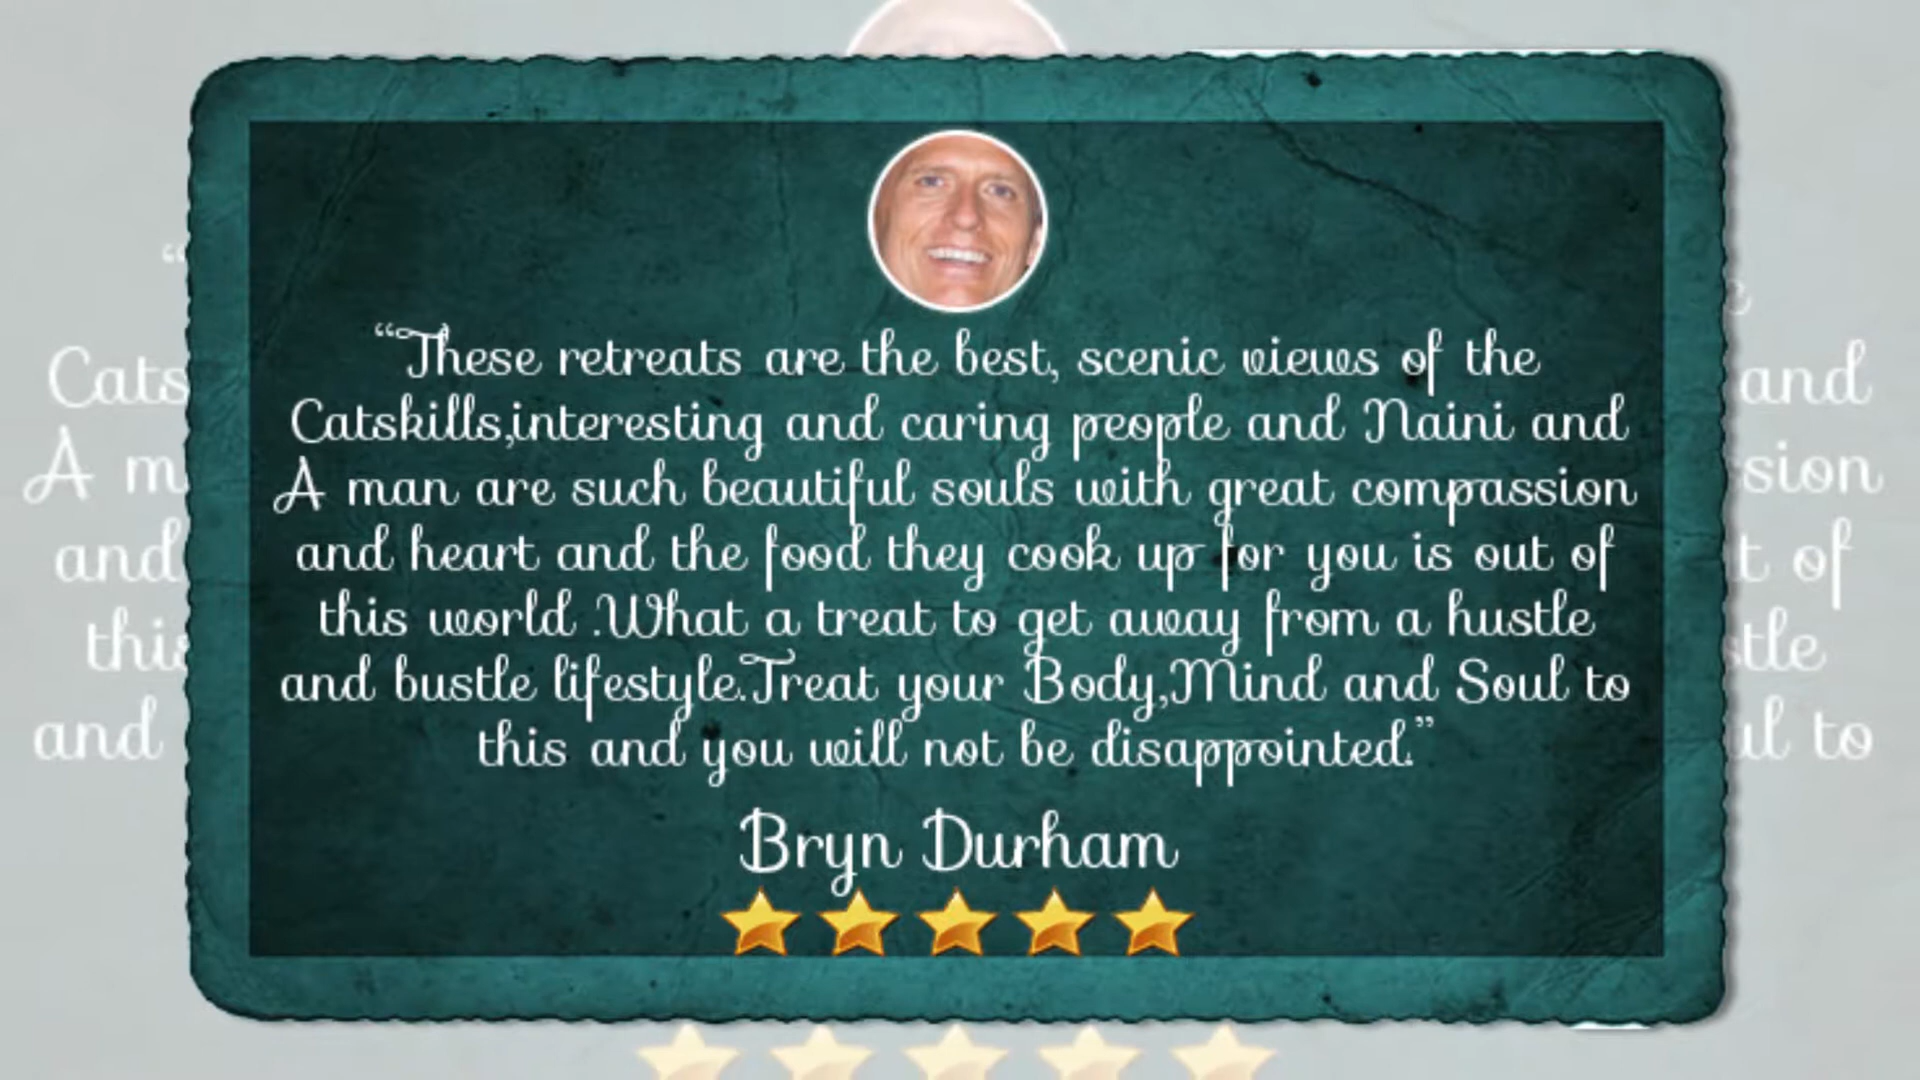 “These retreats are the best, scenic views of the
Catskills,interesting and caring people and Naini and
A man are such beautiful souls with great compassion
and heart and the food they cook up for you is out of
this world .What a treat to get away from a hustle
and bustle lifestyle.Treat your Body,Mind and Soul to
this and you will not be disappointed.”
Bryn Durham